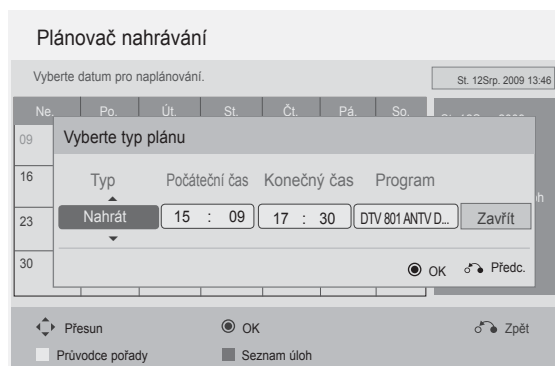 Plánovač nahrávání
Vyberte datum pro naplánování.
St. 12Srp. 2009 13:46
Ne. Po. Út. St. Čt. Pá. So.
09
Vyberte typ plánu
16
Typ Počáteční čas Konečný čas Program
23
Nahrát 15 : 09 17 : 30 DTV 801 ANTV D... Zavřít
30
OK Předc.
Přesun OK Zpět
Průvodce pořady Seznam úloh